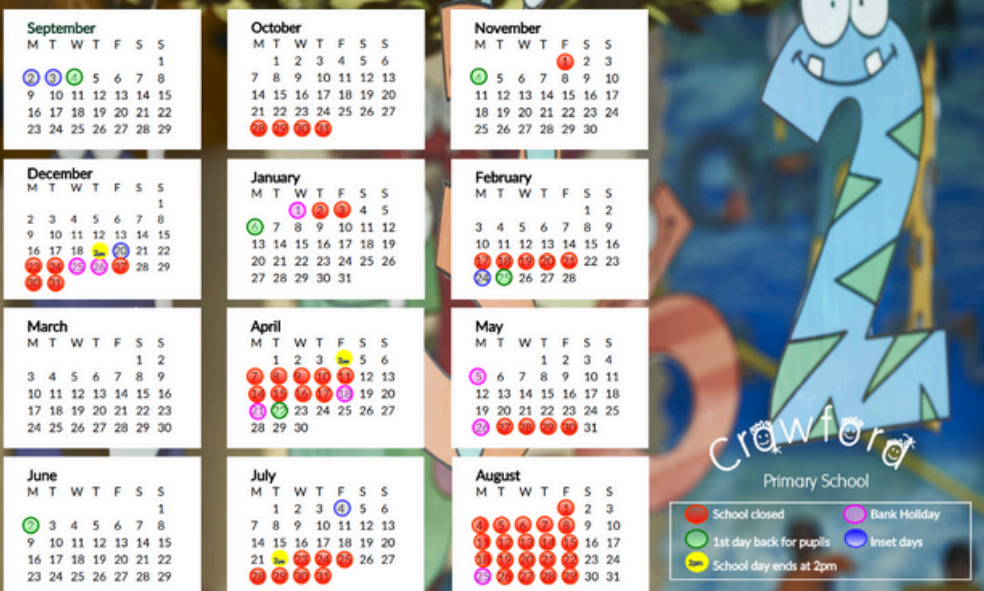 September
M T W T F S S
1
2 3 4 5 6 7 8
9 10 11 12 13 14 15
16 17 18 19 20 21 22
23 24 25 26 27 28 29
October
M T W T F S S
1 2 3 4 5 6
7 8 9 10 11 12 13
14 15 16 17 18 19 20
21 22 23 24 25 26 27
28 29 30 31
November
M T W T F S S
1 2 3
4 5 6 7 8 9 10
11 12 13 14 15 16 17
18 19 20 21 22 23 24
25 26 27 28 29 30
December
M T W T F S S
1
2 3 4 5 6 7 8
9 10 11 12 13 14 15
16 17 18 2pm 20 21 22
23 24 25 26 27 28 29
30 31
January
M T W T F S S
1 2 3 4 5
6 7 8 9 10 11 12
13 14 15 16 17 18 19
20 21 22 23 24 25 26
27 28 29 30 31
February
M T W T F S S
1 2
3 4 5 6 7 8 9
10 11 12 13 14 15 16
17 18 19 20 21 22 23
24 25 26 27 28
March
M T W T F S S
1 2
3 4 5 6 7 8 9
10 11 12 13 14 15 16
17 18 19 20 21 22 23
24 25 26 27 28 29 30
April
M T W T F S S
1 2 3 2pm 5 6
7 8 9 10 11 12 13
14 15 16 17 18 19 20
21 22 23 24 25 26 27
28 29 30
May
M T W T F S S
1 2 3 4
5 6 7 8 9 10 11
12 13 14 15 16 17 18
19 20 21 22 23 24 25
26 27 28 29 30 31
June
M T W T F S S
1
2 3 4 5 6 7 8
9 10 11 12 13 14 15
16 17 18 19 20 21 22
23 24 25 26 27 28 29
July
M T W T F S S
1 2 3 4 5 6
7 8 9 10 11 12 13
14 15 16 17 18 19 20
21 2pm 23 24 25 26 27
28 29 30 31
August
M T W T F S S
1 2 3
4 5 6 7 8 9 10
11 12 13 14 15 16 17
18 19 20 21 22 23 24
25 26 27 28 29 30 31
2
Crawford
Primary School
School closed
Bank Holiday
1st day back for pupils
Inset days
2pm School day ends at 2pm